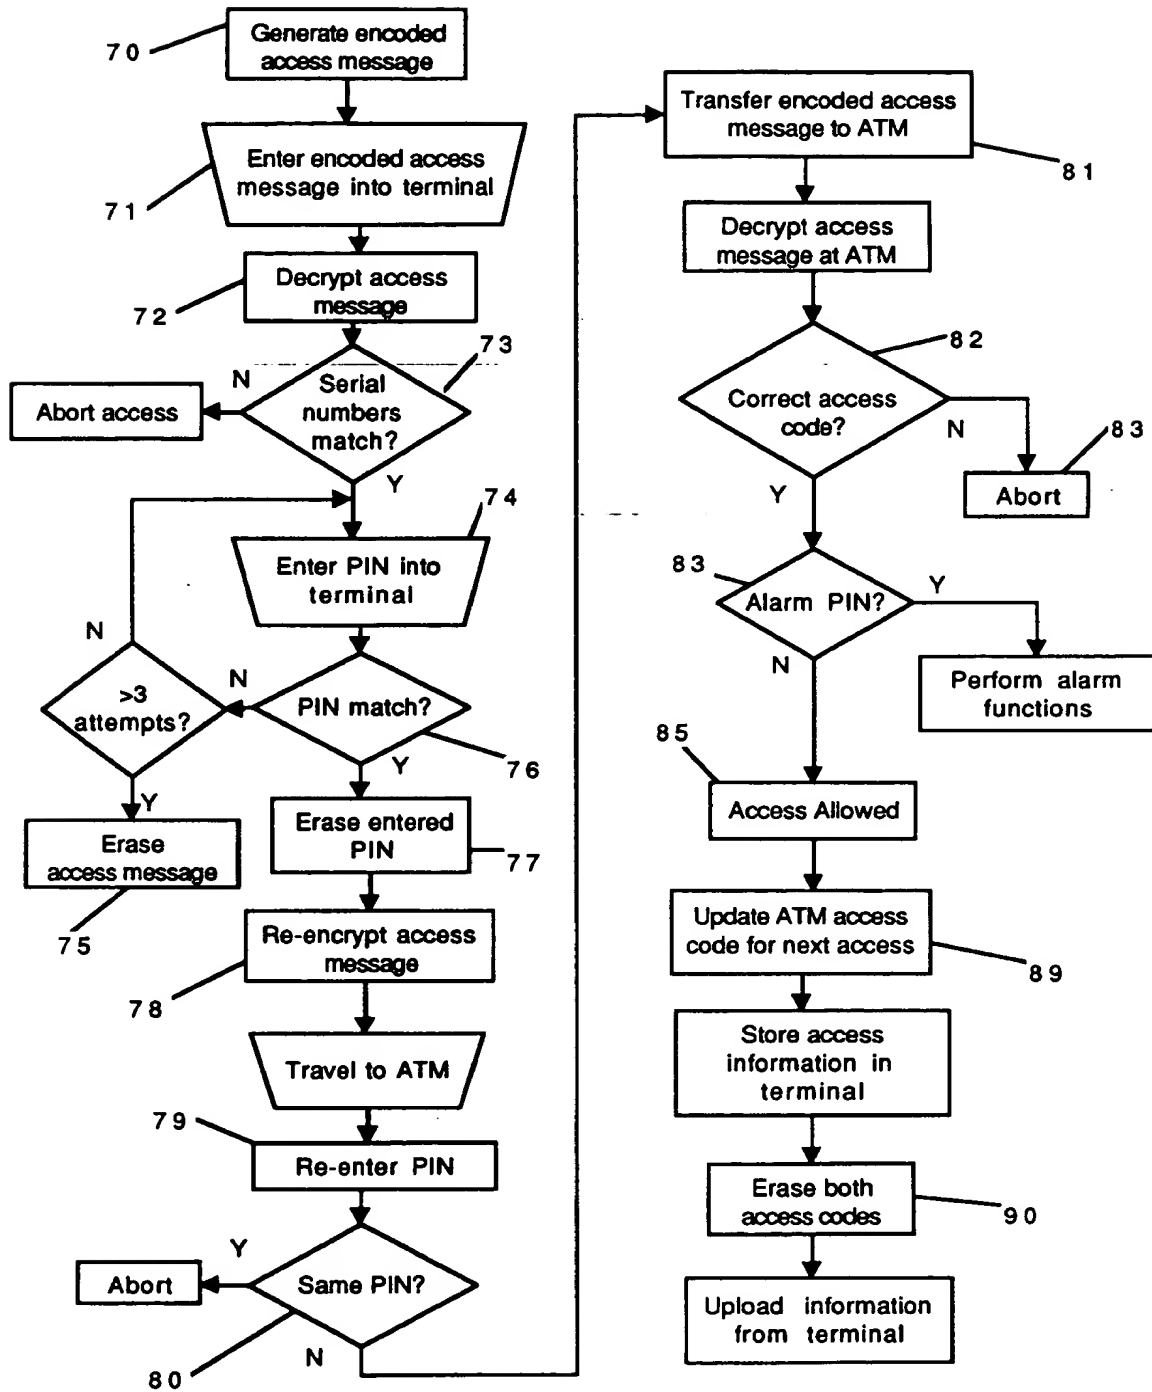 70
Generate encoded
access message
71
Enter encoded access
message into terminal
72
Decrypt access
message
73
Serial
numbers
match?
N
Abort access
Y
74
Enter PIN into
terminal
N
>3
attempts?
N
PIN match?
76
Y
Y
Erase
access message
75
Erase entered
PIN
77
Re-encrypt access
message
78
Travel to ATM
79
Re-enter PIN
Y
Abort
Same PIN?
80
N
Transfer encoded access
message to ATM
81
Decrypt access
message at ATM
82
Correct access
code?
N
83
Abort
Y
83
Alarm PIN?
Y
N
Perform alarm
functions
85
Access Allowed
Update ATM access
code for next access
89
Store access
information in
terminal
Erase both
access codes
90
Upload information
from terminal